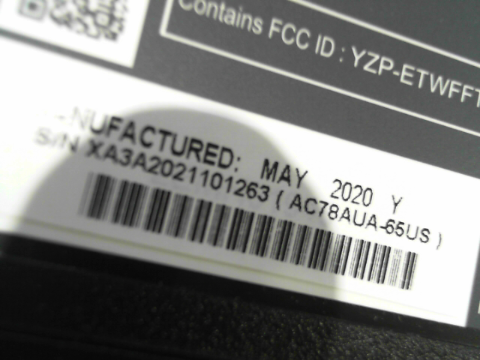 Contains FCC ID : YZP-ETWFFT
NUFACTURED: MAY 2020 Y
S/N XA3A2021101263 ( AC78AUA-65US )